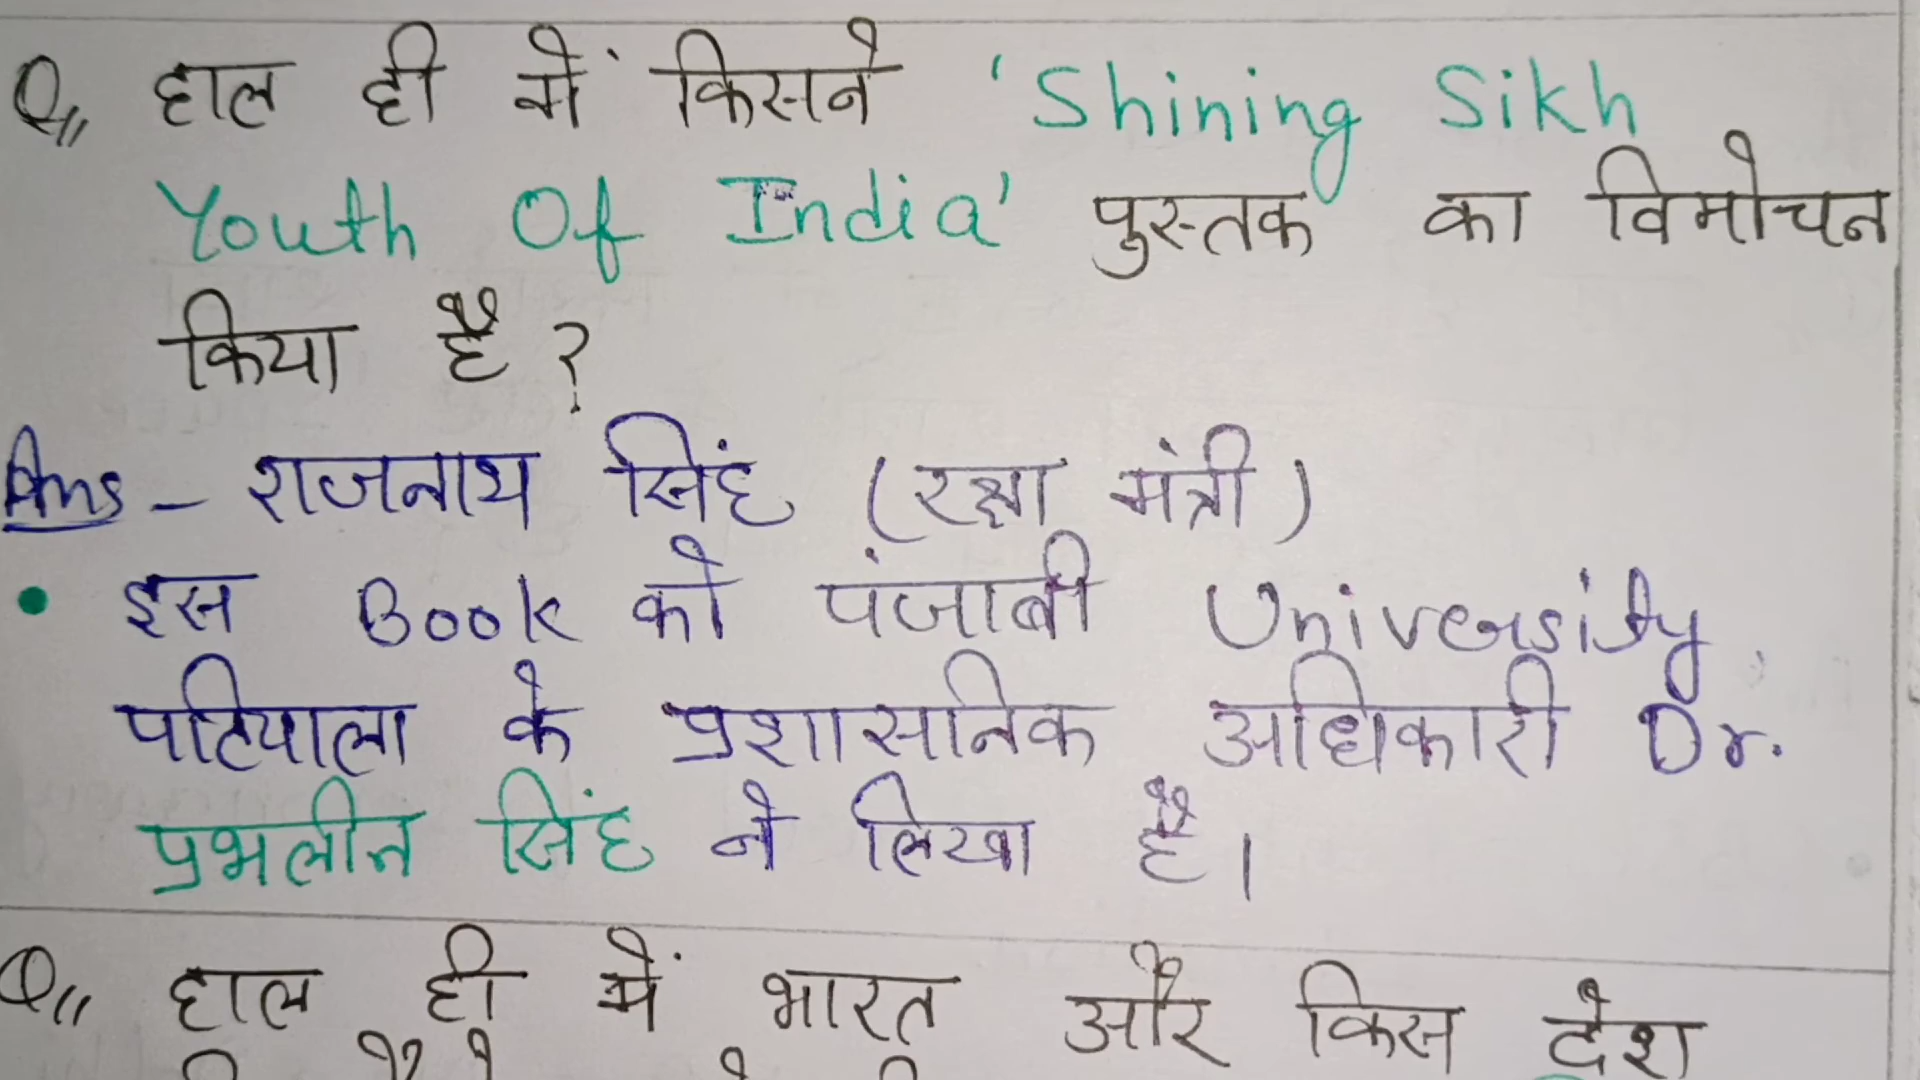 Q,, हाल ही में किसने 'Shining Sikh
Youth Of India' पुस्तक का विमोचन
किया है ?
Ans - राजनाथ सिंह (रक्षा मंत्री)
• इस Book को पंजाबी University,
पटियाला के प्रशासनिक अधिकारी Dr.
प्रभलीन सिंह ने लिखा है।
Q,, हाल ही में भारत और किस देश